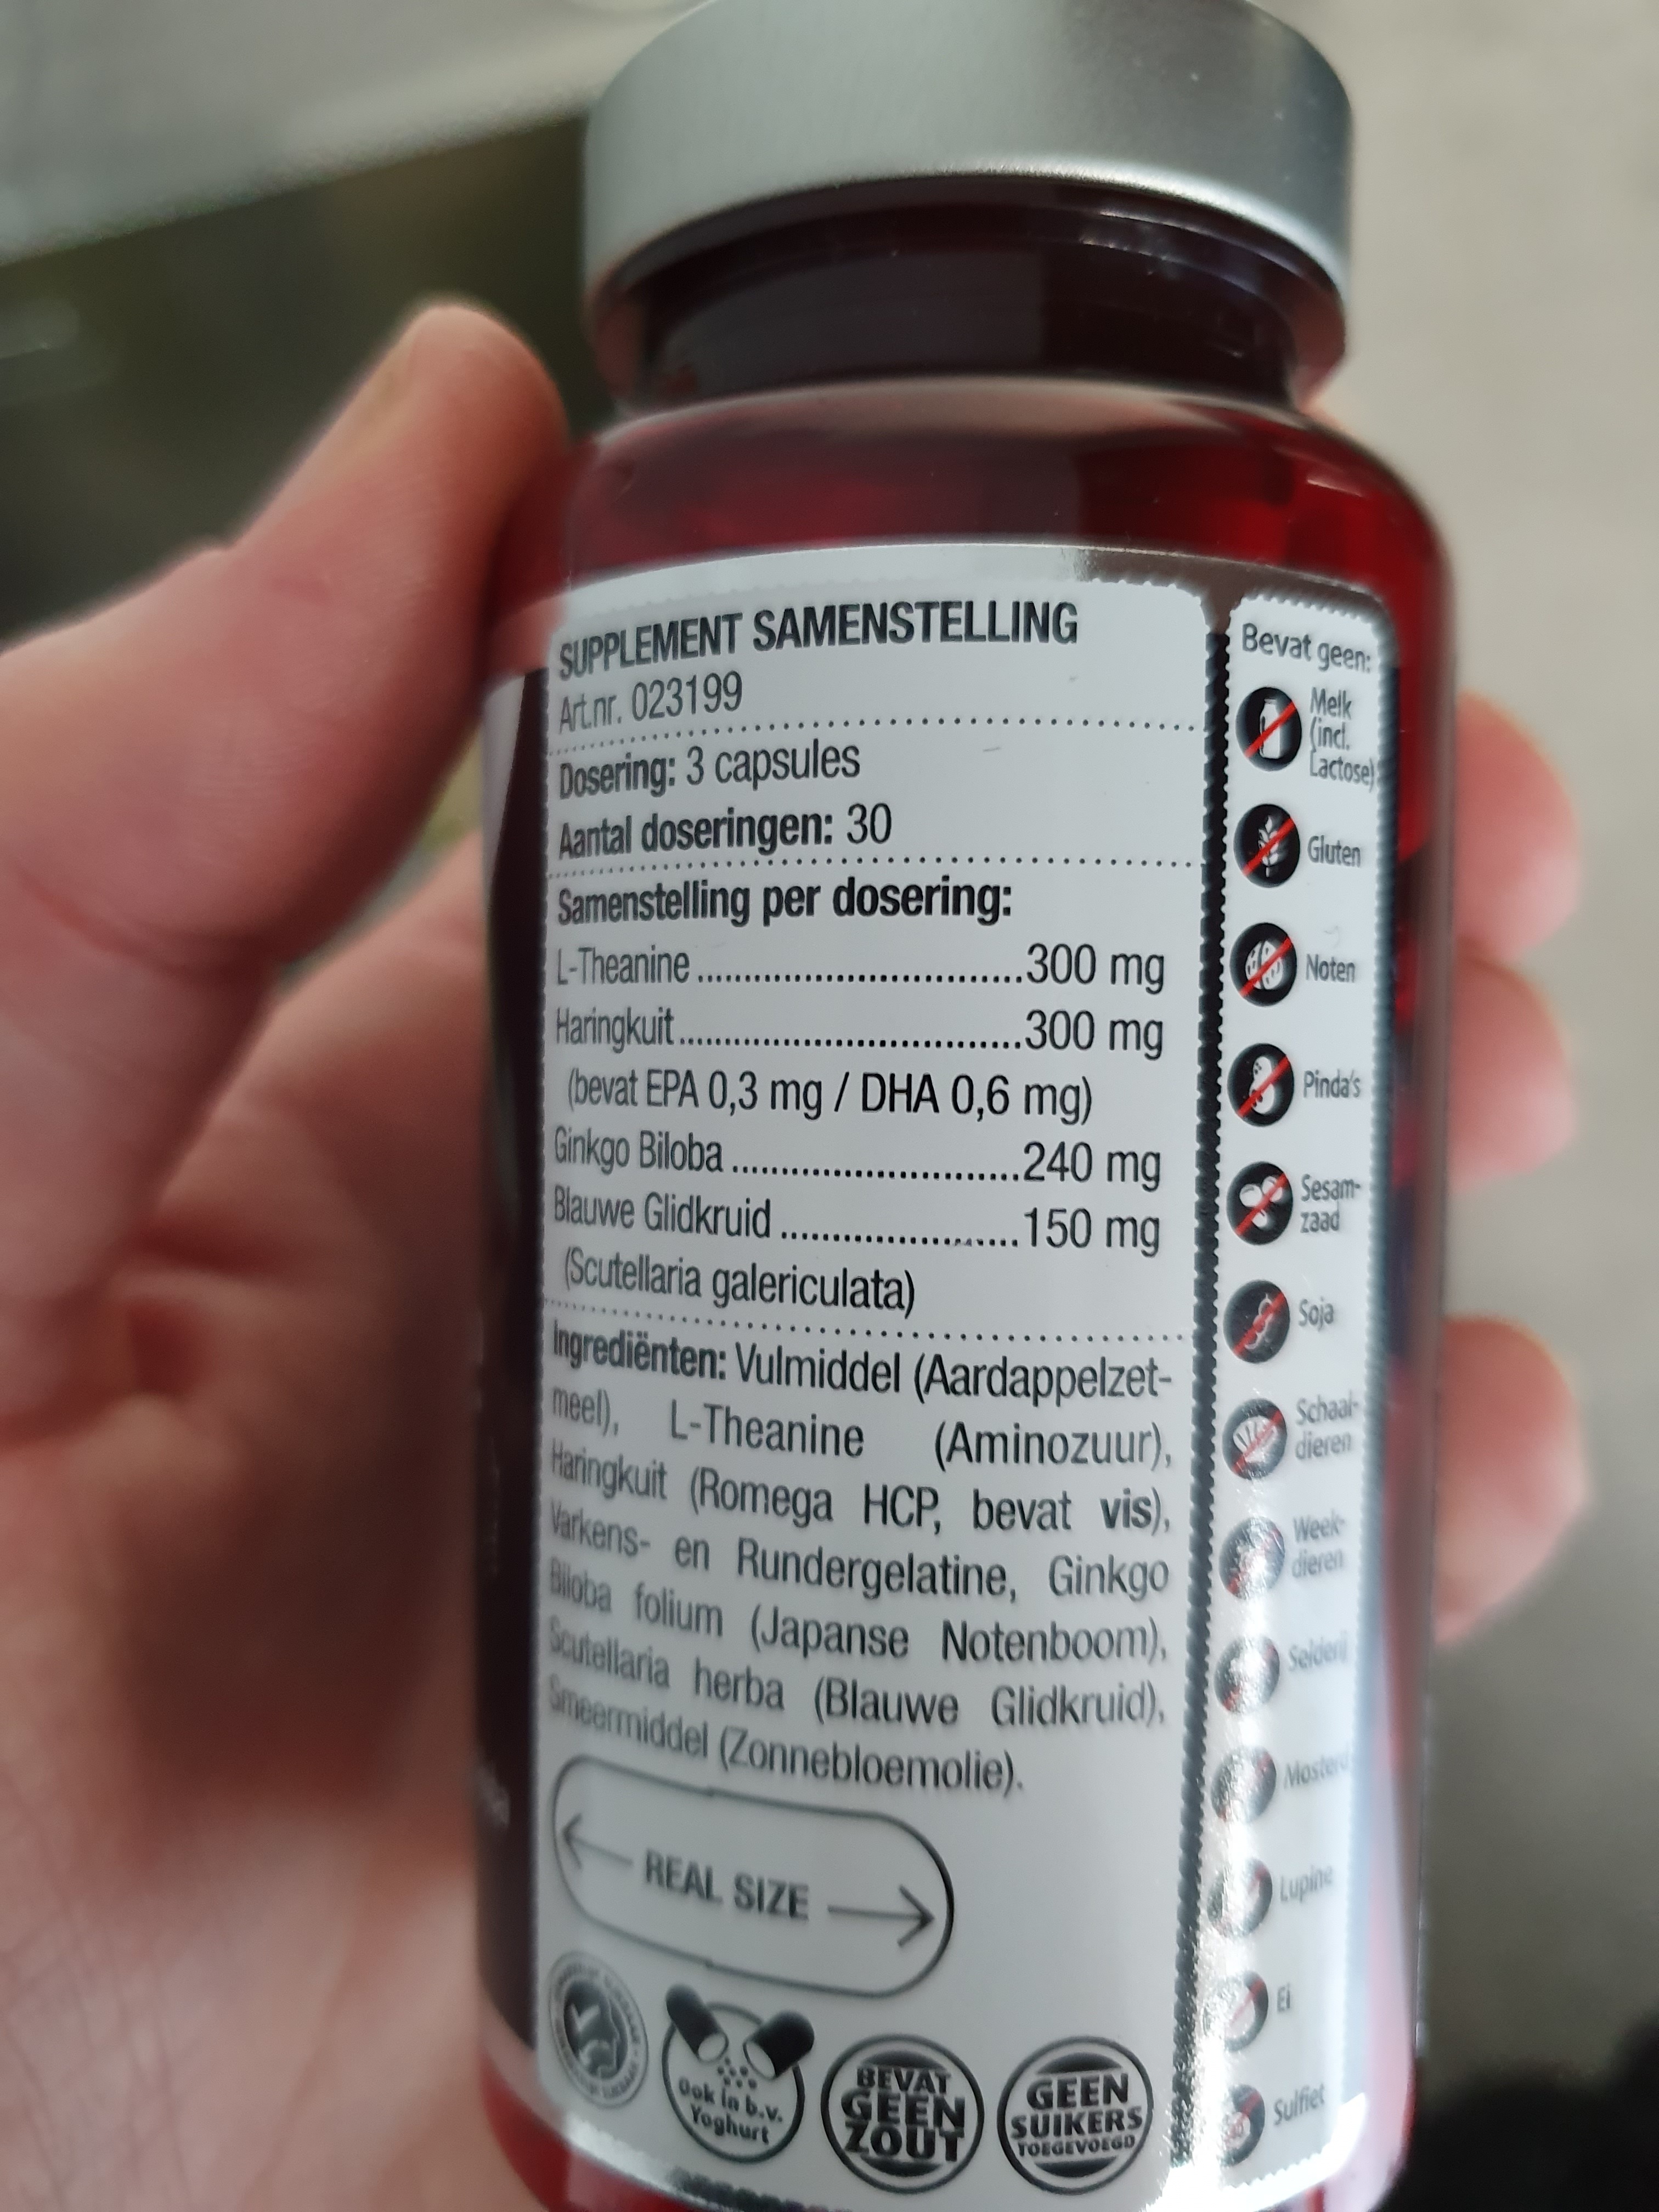 SUPPLEMENT SAMENSTELLING
Art.nr. 023199
Dosering: 3 capsules
Aantal doseringen: 30
Samenstelling per dosering:
L-Theanine..............................300 mg
Haringkuit................................300 mg
(bevat EPA 0,3 mg / DHA 0,6 mg)
Ginkgo Biloba...........................240 mg
Blauwe Glidkruid......................150 mg
(Scutellaria galericulata)
Ingrediënten: Vulmiddel (Aardappelzet-
meel), L-Theanine (Aminozuur),
Haringkuit (Romega HCP, bevat vis),
Varkens- en Rundergelatine, Ginkgo
Biloba folium (Japanse Notenboom),
Scutellaria herba (Blauwe Glidkruid),
Smeermiddel (Zonnebloemolie).
REAL SIZE
Ook in b.v.
Yoghurt
BEVAT
GEEN
ZOUT
GEEN
SUIKERS
TOEGEVOEGD
Bevat geen:
Melk
(incl.
Lactose)
Gluten
Noten
Pinda's
Sesam-
zaad
Soja
Schaal-
dieren
Week-
dieren
Selderij
Mosterd
Lupine
Ei
Sulfiet